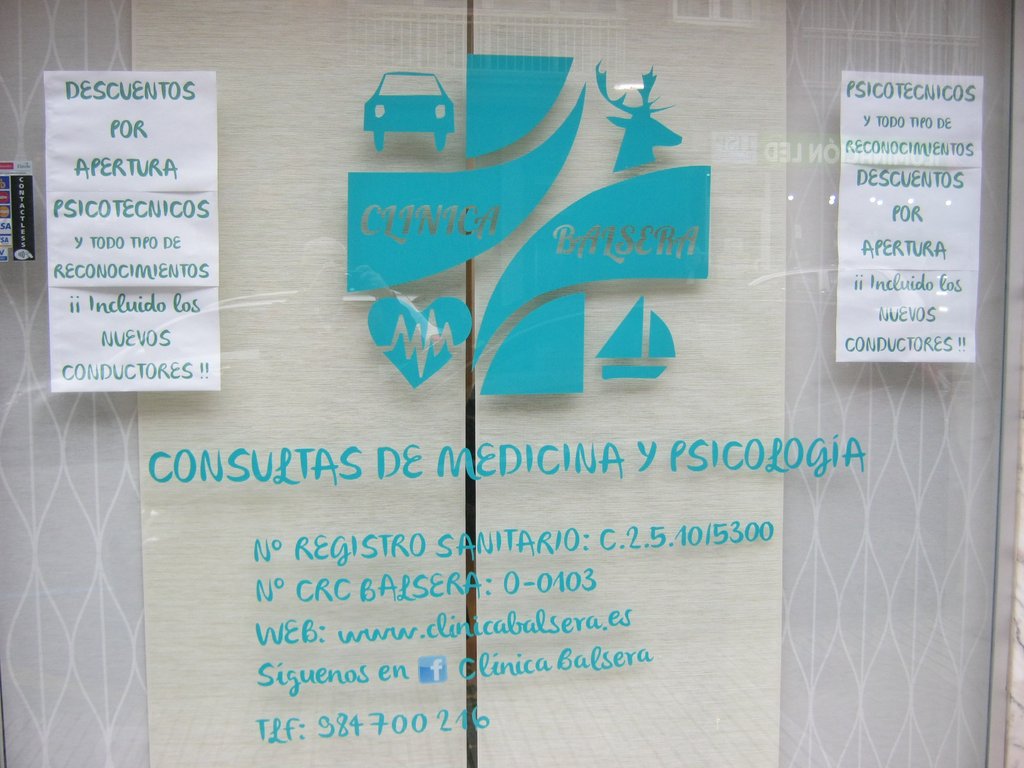 DESCUENTOS
POR
APERTURA
PSICOTECNICOS
Y TODO TIPO DE
RECONOCIMIENTOS
¡¡ Incluido los
NUEVOS
CONDUCTORES !!
CONTACTLESS
CLINICA
BALSERA
PSICOTECNICOS
Y TODO TIPO DE
RECONOCIMIENTOS
DESCUENTOS
POR
APERTURA
¡¡ Incluido los
NUEVOS
CONDUCTORES !!
CONSULTAS DE MEDICINA Y PSICOLOGÍA
Nº REGISTRO SANITARIO: C.2.5.10/5300
Nº CRC BALSERA: O-0103
WEB: www.clinicabalsera.es
Síguenos en f Clínica Balsera
Tlf: 984 700 216